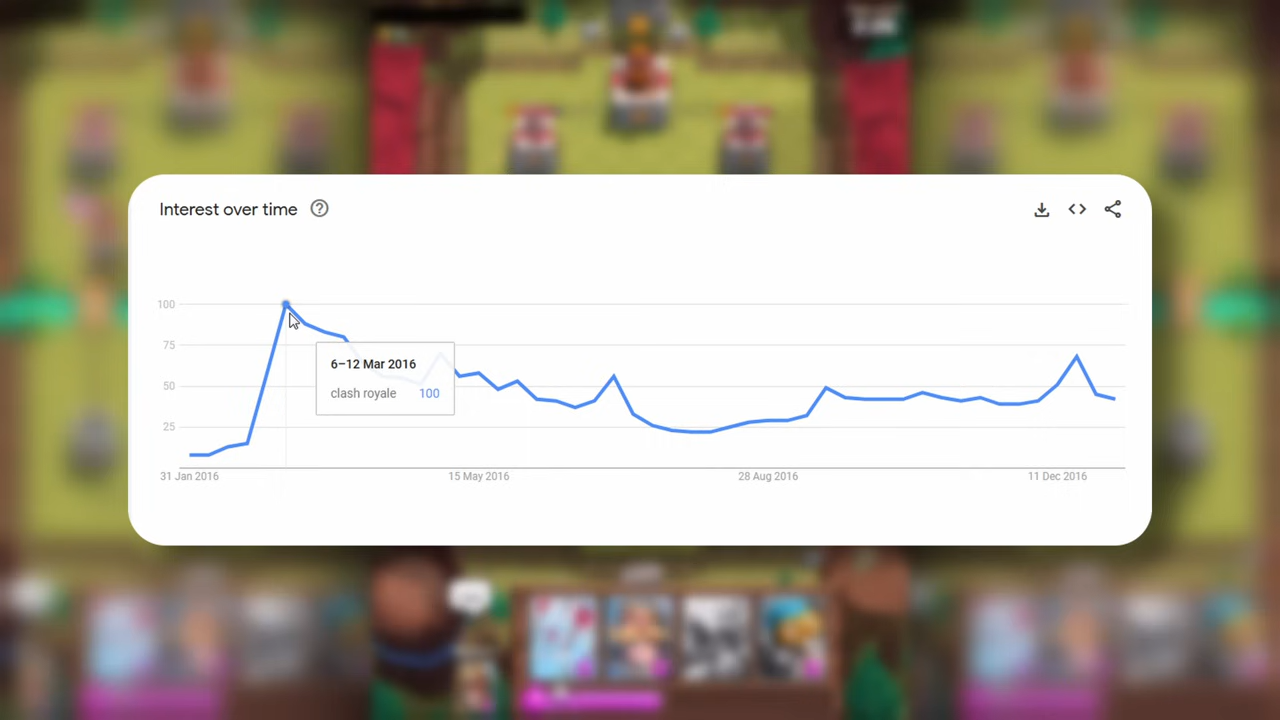 Interest over time
100
75
50
25
6–12 Mar 2016
clash royale 100
31 Jan 2016 15 May 2016 28 Aug 2016 11 Dec 2016